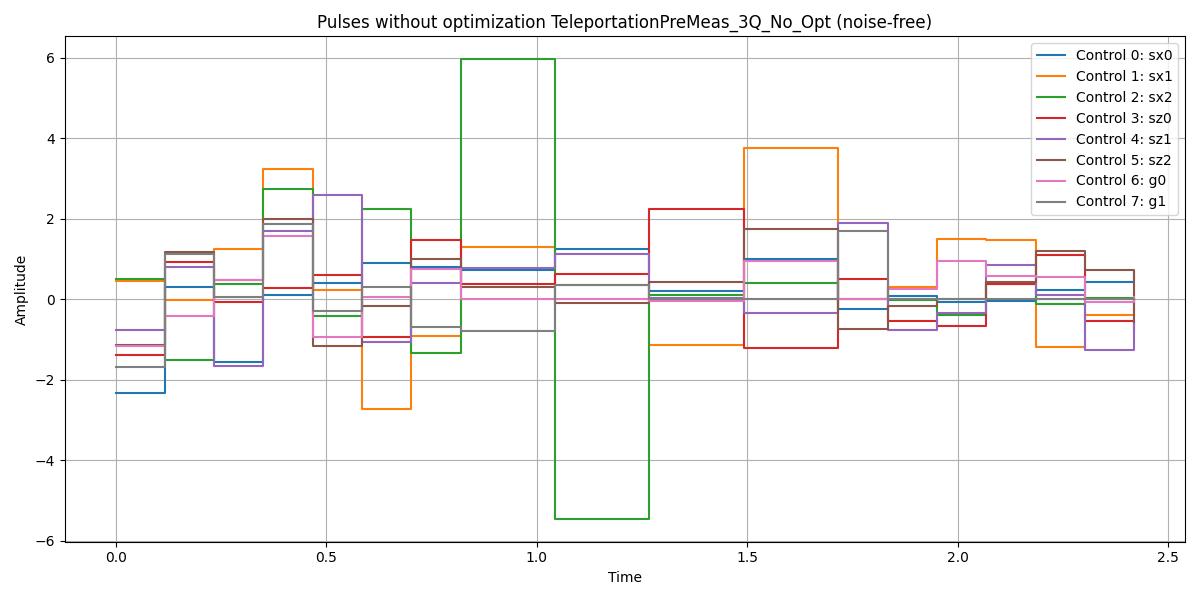 Pulses without optimization TeleportationPreMeas_3Q_No_Opt (noise-free)
Control 0: sx0
Control 1: sx1
Control 2: sx2
Control 3: sz0
Control 4: sz1
Control 5: sz2
Control 6: g0
Control 7: g1
Amplitude
6
4
2
0
−2
−4
−6
0.0
0.5
1.0
1.5
2.0
2.5
Time